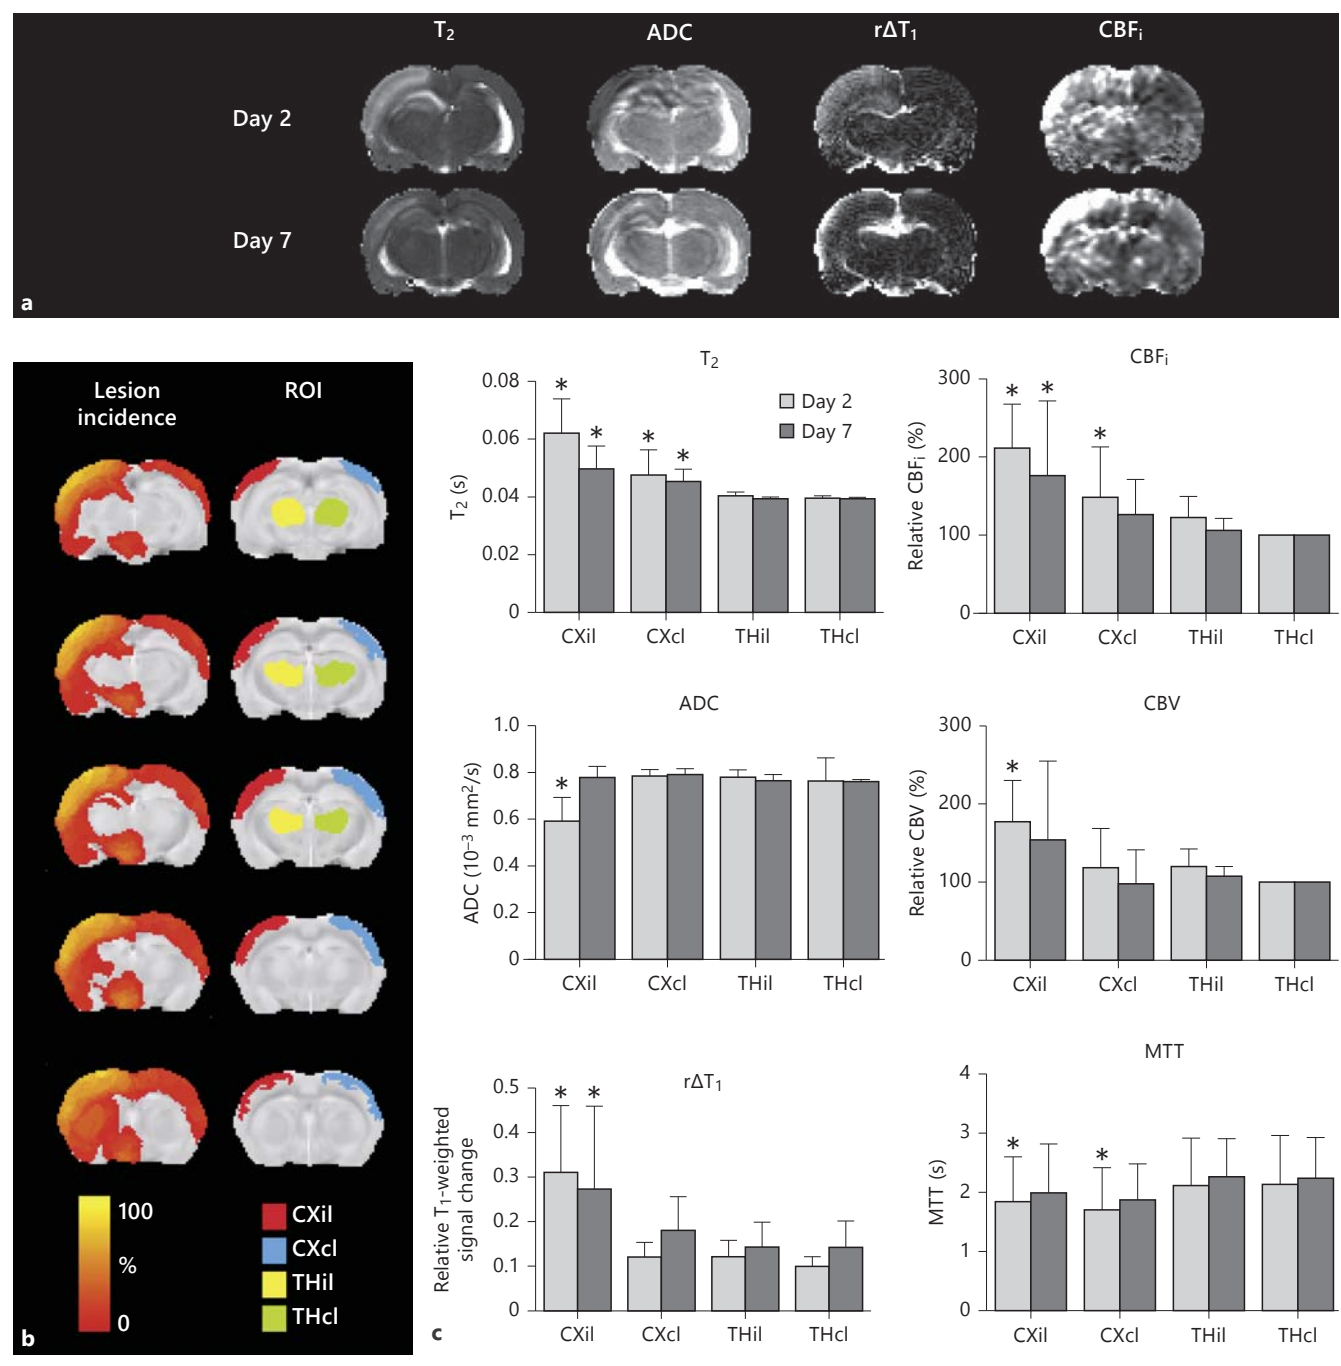 T2 ADC rΔT1 CBFi
Day 2
Day 7
a
Lesion incidence
ROI
100
%
0
CXil
CXcl
THil
THcl
b
T2
0.08
0.06
0.04
0.02
0
T2 (s)
* * * *
Day 2
Day 7
CXil CXcl THil THcl
CBFi
300
200
100
0
Relative CBFi (%)
* * *
CXil CXcl THil THcl
ADC
1.0
0.8
0.6
0.4
0.2
0
ADC (10–3 mm2/s)
*
CXil CXcl THil THcl
CBV
300
200
100
0
Relative CBV (%)
*
CXil CXcl THil THcl
rΔT1
0.5
0.4
0.3
0.2
0.1
0
Relative T1-weighted
signal change
* *
CXil CXcl THil THcl
MTT
4
3
2
1
0
MTT (s)
* *
CXil CXcl THil THcl
c